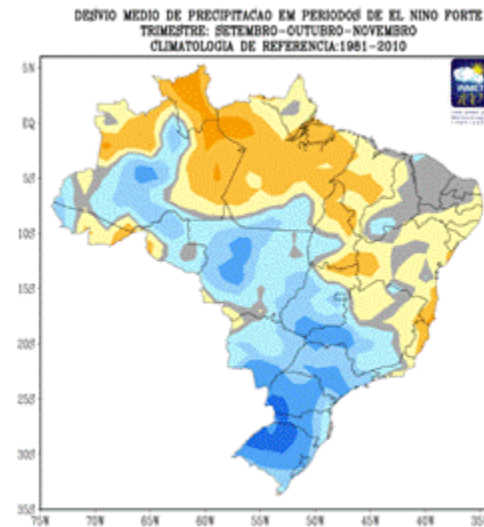 DESVIO MEDIO DE PRECIPITACAO EM PERIODOS DE EL NINO FORTE
TRIMESTRE: SETEMBRO-OUTUBRO-NOVEMBRO
CLIMATOLOGIA DE REFERENCIA:1981-2010
5N
EQ
5S
10S
15S
20S
25S
30S
35S
75W 70W 65W 60W 55W 50W 45W 40W 35W
INMET